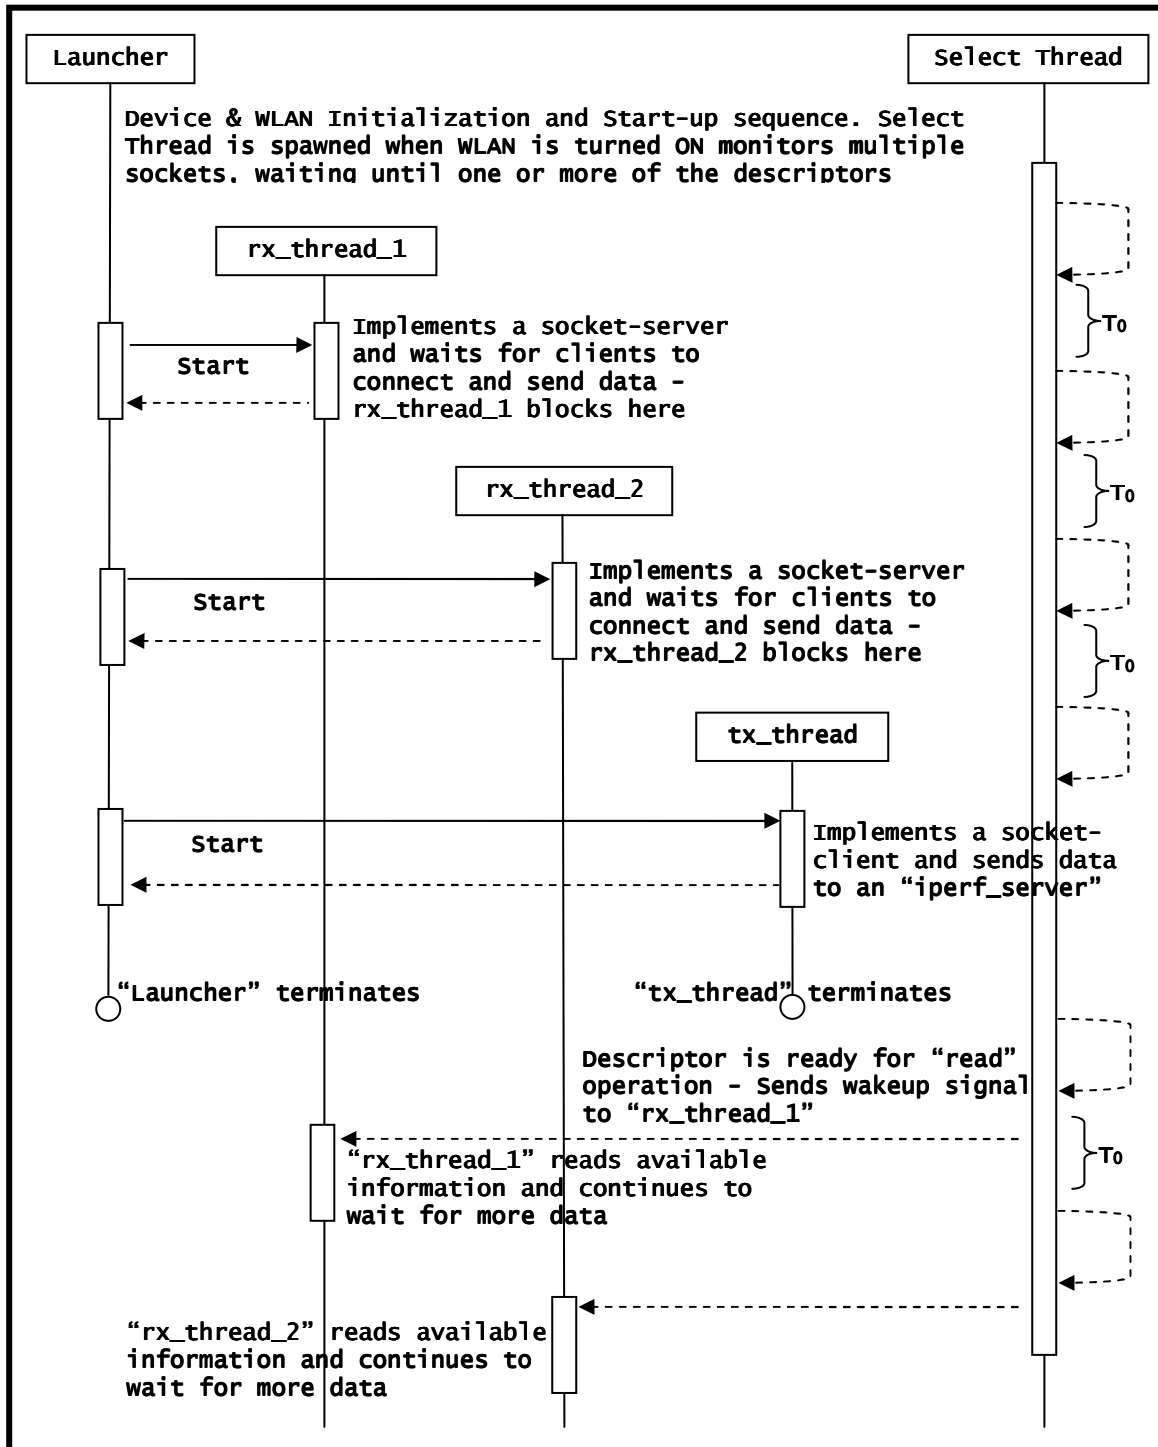 Launcher
Select Thread
Device & WLAN Initialization and Start-up sequence. Select
Thread is spawned when WLAN is turned ON monitors multiple
sockets, waiting until one or more of the descriptors
rx_thread_1
T0
Implements a socket-server
and waits for clients to
connect and send data -
rx_thread_1 blocks here
Start
rx_thread_2
T0
Implements a socket-server
and waits for clients to
connect and send data -
rx_thread_2 blocks here
Start
T0
tx_thread
Start
Implements a socket-
client and sends data
to an “iperf_server”
“Launcher” terminates
“tx_thread” terminates
Descriptor is ready for “read”
operation - Sends wakeup signal
to “rx_thread_1”
T0
“rx_thread_1” reads available
information and continues to
wait for more data
“rx_thread_2” reads available
information and continues to
wait for more data